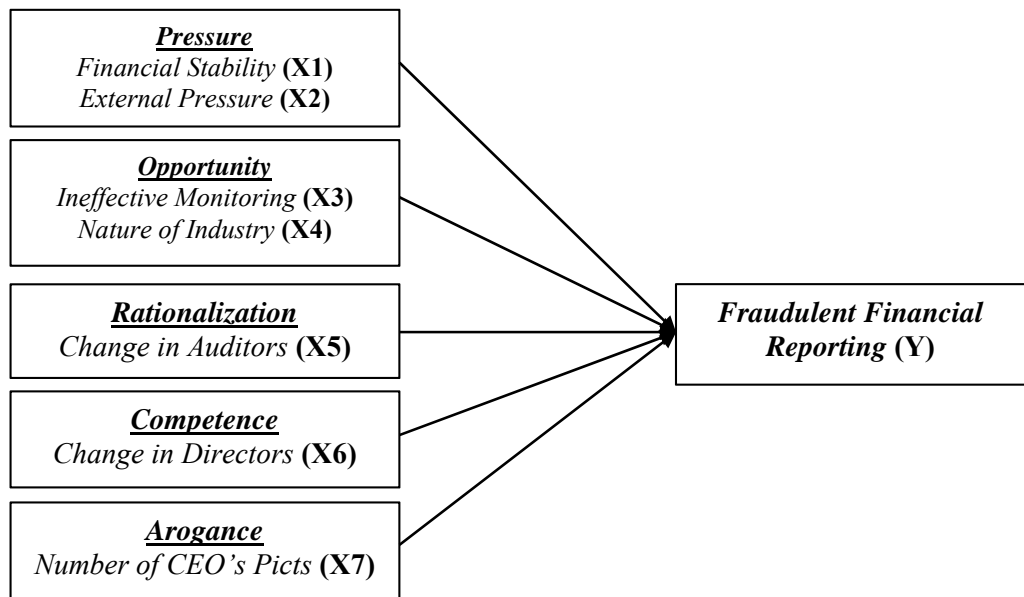 Pressure
Financial Stability (X1)
External Pressure (X2)
Opportunity
Ineffective Monitoring (X3)
Nature of Industry (X4)
Rationalization
Change in Auditors (X5)
Competence
Change in Directors (X6)
Arogance
Number of CEO’s Picts (X7)
Fraudulent Financial
Reporting (Y)